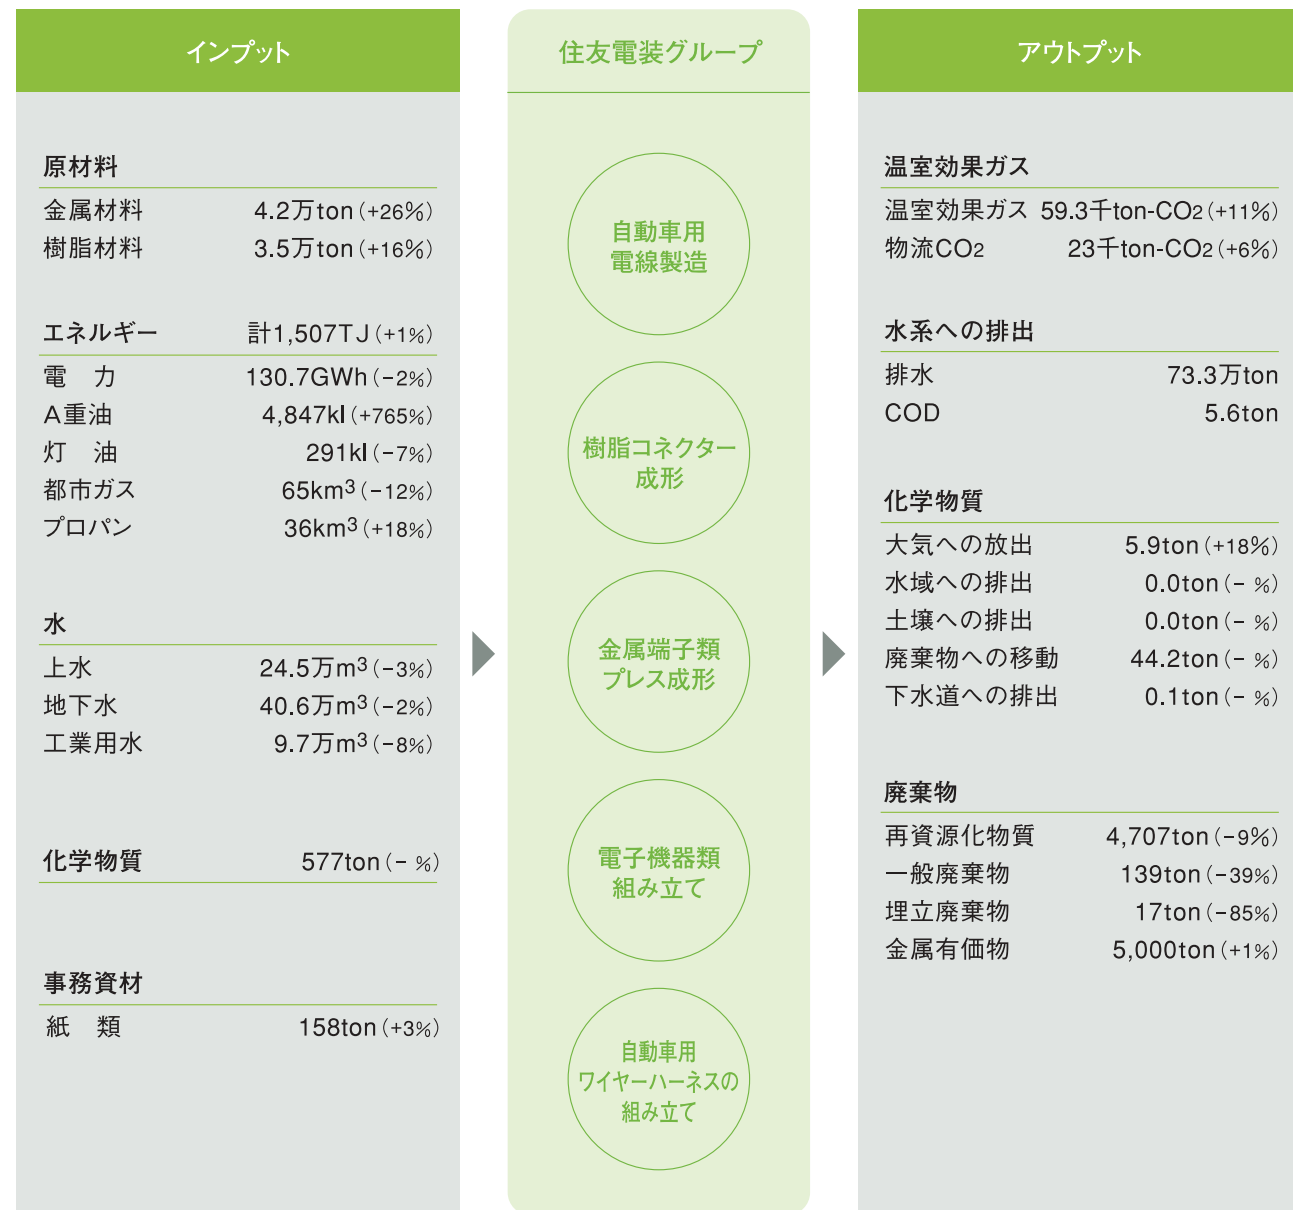 インプット
原材料
金属材料 4.2万ton(+26%)
樹脂材料 3.5万ton(+16%)
エネルギー 計1,507TJ(+1%)
電 力 130.7GWh(−2%)
A重油 4,847kl(+765%)
灯 油 291kl(−7%)
都市ガス 65km³(−12%)
プロパン 36km³(+18%)
水
上水 24.5万m³(−3%)
地下水 40.6万m³(−2%)
工業用水 9.7万m³(−8%)
化学物質 577ton(− %)
事務資材
紙 類 158ton(+3%)
住友電装グループ
自動車用
電線製造
樹脂コネクター
成形
金属端子類
プレス成形
電子機器類
組み立て
自動車用
ワイヤーハーネスの
組み立て
アウトプット
温室効果ガス
温室効果ガス 59.3千ton-CO2(+11%)
物流CO2 23千ton-CO2(+6%)
水系への排出
排水 73.3万ton
COD 5.6ton
化学物質
大気への放出 5.9ton(+18%)
水域への排出 0.0ton(− %)
土壌への排出 0.0ton(− %)
廃棄物への移動 44.2ton(− %)
下水道への排出 0.1ton(− %)
廃棄物
再資源化物質 4,707ton(−9%)
一般廃棄物 139ton(−39%)
埋立廃棄物 17ton(−85%)
金属有価物 5,000ton(+1%)